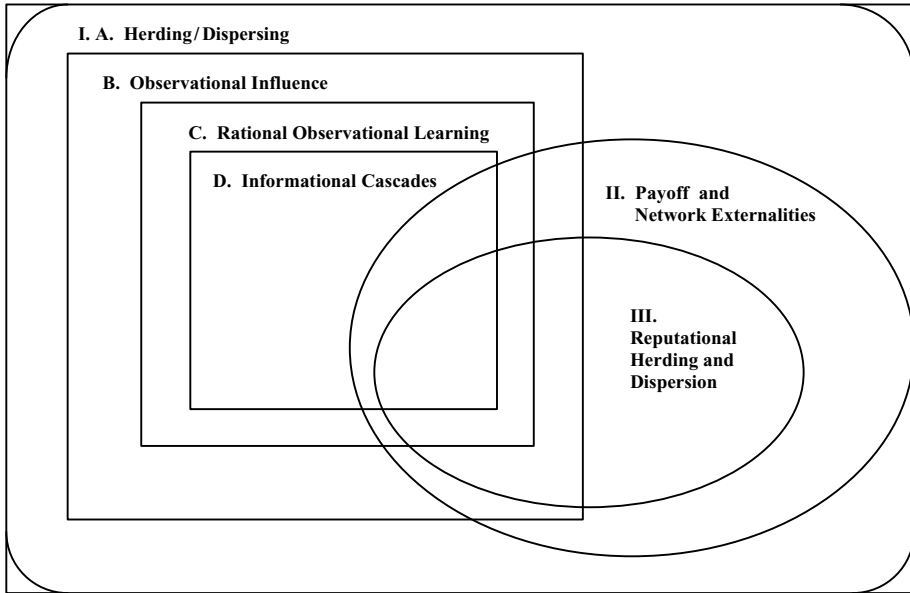 I. A. Herding/Dispersing
B. Observational Influence
C. Rational Observational Learning
D. Informational Cascades
II. Payoff and
Network Externalities
III.
Reputational
Herding and
Dispersion